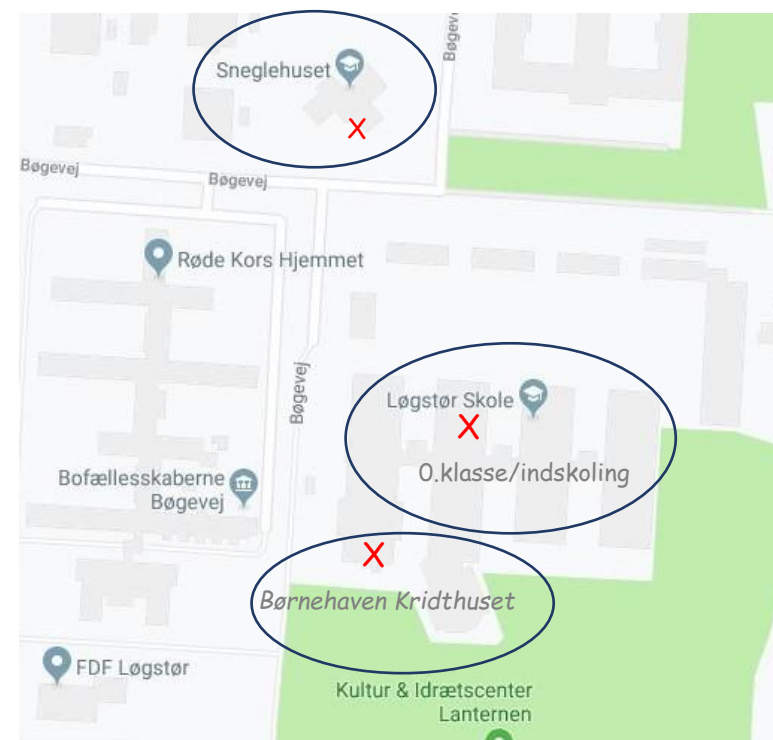 Sneglehuset
Bøgevej
X
Bøgevej
Bøgevej
Røde Kors Hjemmet
Bøgevej
Løgstør Skole
X
0.klasse/indskoling
Bofællesskaberne
Bøgevej
X
Børnehaven Kridthuset
FDF Løgstør
Kultur & Idrætscenter
Lanternen